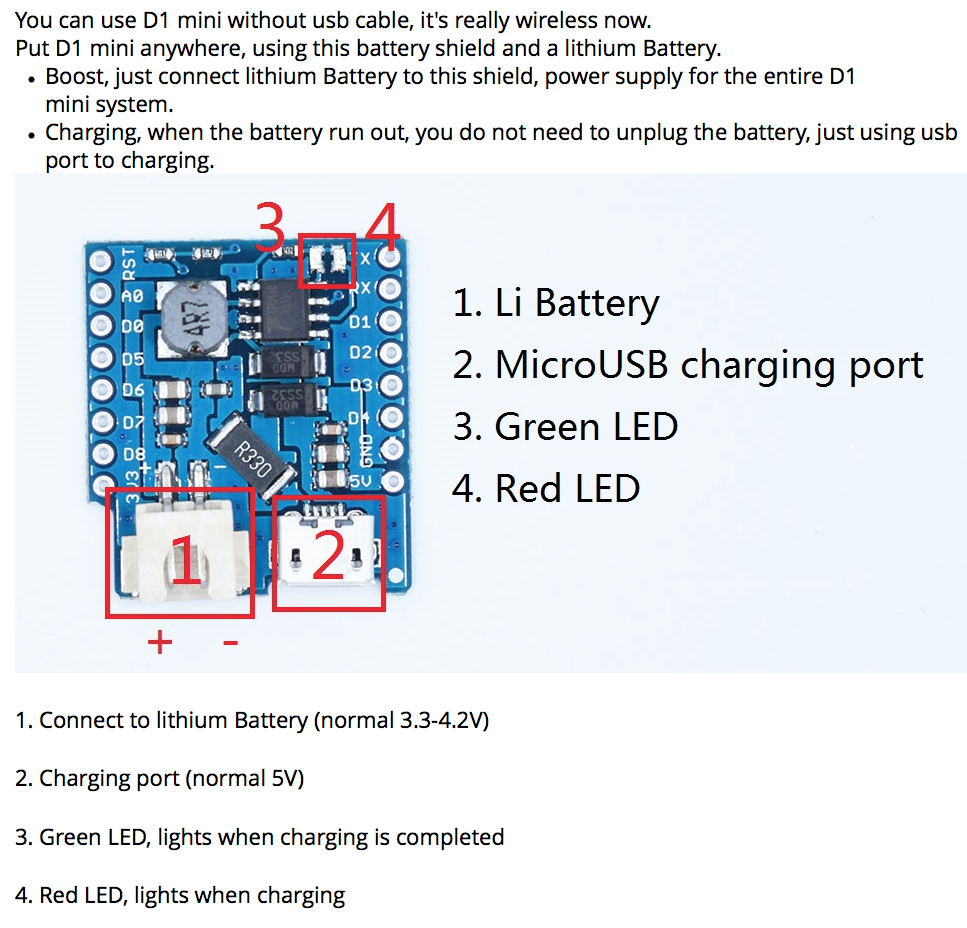 You can use D1 mini without usb cable, it's really wireless now.
Put D1 mini anywhere, using this battery shield and a lithium Battery.
• Boost, just connect lithium Battery to this shield, power supply for the entire D1
mini system.
• Charging, when the battery run out, you do not need to unplug the battery, just using usb
port to charging.
3 4
RST
X
A0
RX
4R7
D0
D1
D5
SS32
MDD
D2
D6
SS32
MDD
D3
D7
D4
R330
D8
GND
+ -
3V3
5V
1 2
+ -
1. Li Battery
2. MicroUSB charging port
3. Green LED
4. Red LED
1. Connect to lithium Battery (normal 3.3-4.2V)
2. Charging port (normal 5V)
3. Green LED, lights when charging is completed
4. Red LED, lights when charging